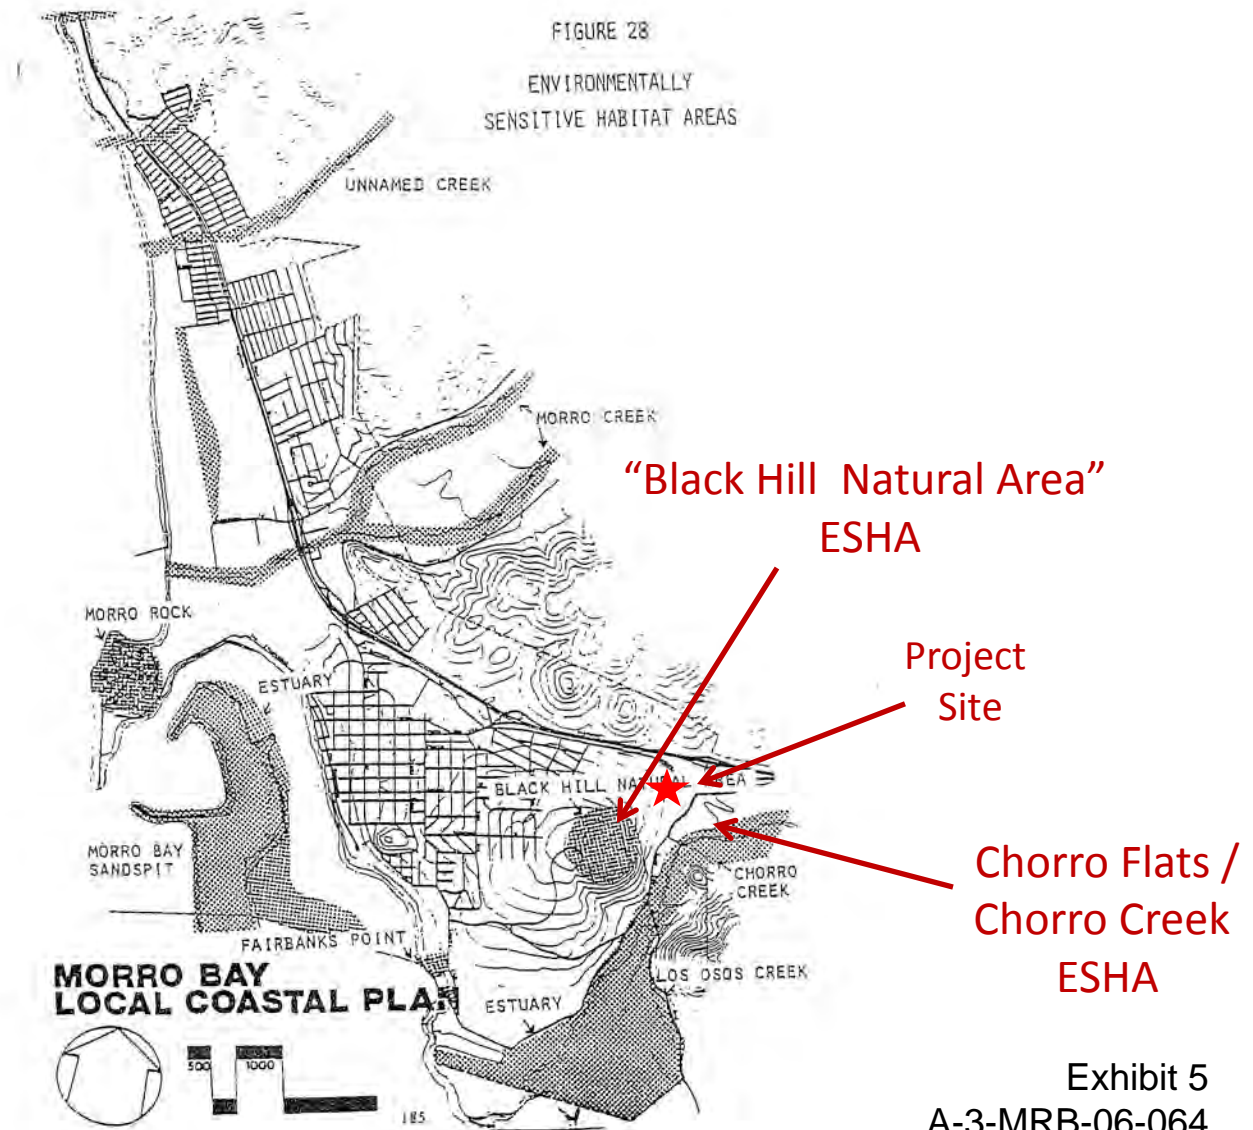 FIGURE 28
ENVIRONMENTALLY
SENSITIVE HABITAT AREAS
UNNAMED CREEK
MORRO CREEK
“Black Hill Natural Area”
ESHA
MORRO ROCK
Project
Site
ESTUARY
BLACK HILL NATURAL AREA
MORRO BAY
SANDSPIT
CHORRO
CREEK
Chorro Flats /
Chorro Creek
ESHA
FAIRBANKS POINT
LOS OSOS CREEK
MORRO BAY
LOCAL COASTAL PLAN
ESTUARY
500 1000
185
Exhibit 5
A-3-MRB-06-064